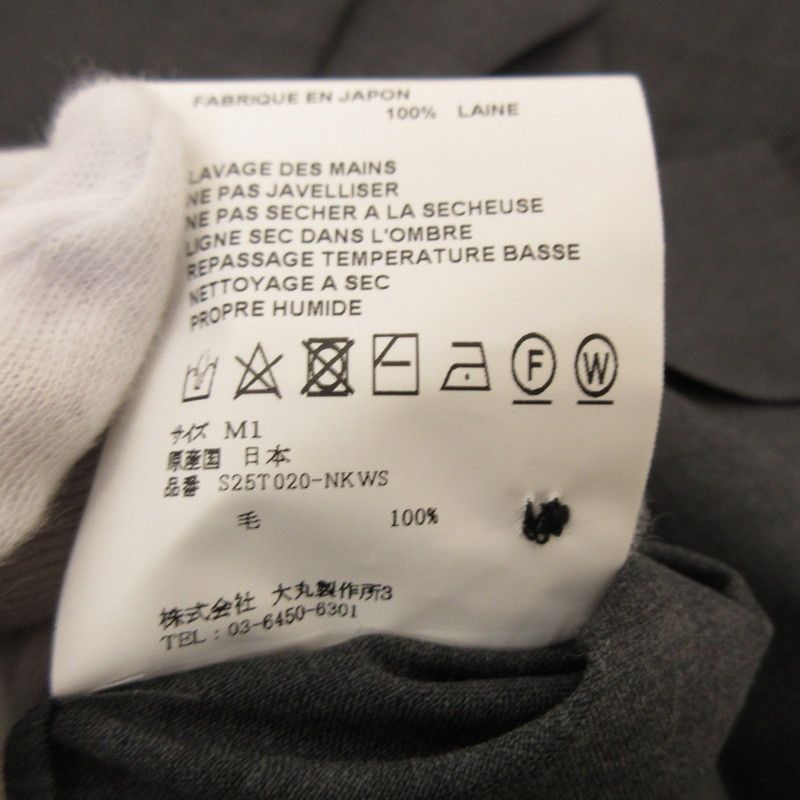 FABRIQUE EN JAPON
100% LAINE
LAVAGE DES MAINS
NE PAS JAVELLISER
NE PAS SECHER A LA SECHEUSE
LIGNE SEC DANS L'OMBRE
REPASSAGE TEMPERATURE BASSE
NETTOYAGE A SEC
PROPRE HUMIDE
F W
サイズ M1
原産国 日本
品番 S25T020-NKWS
毛 100%
株式会社 大丸製作所3
TEL : 03-6450-6301